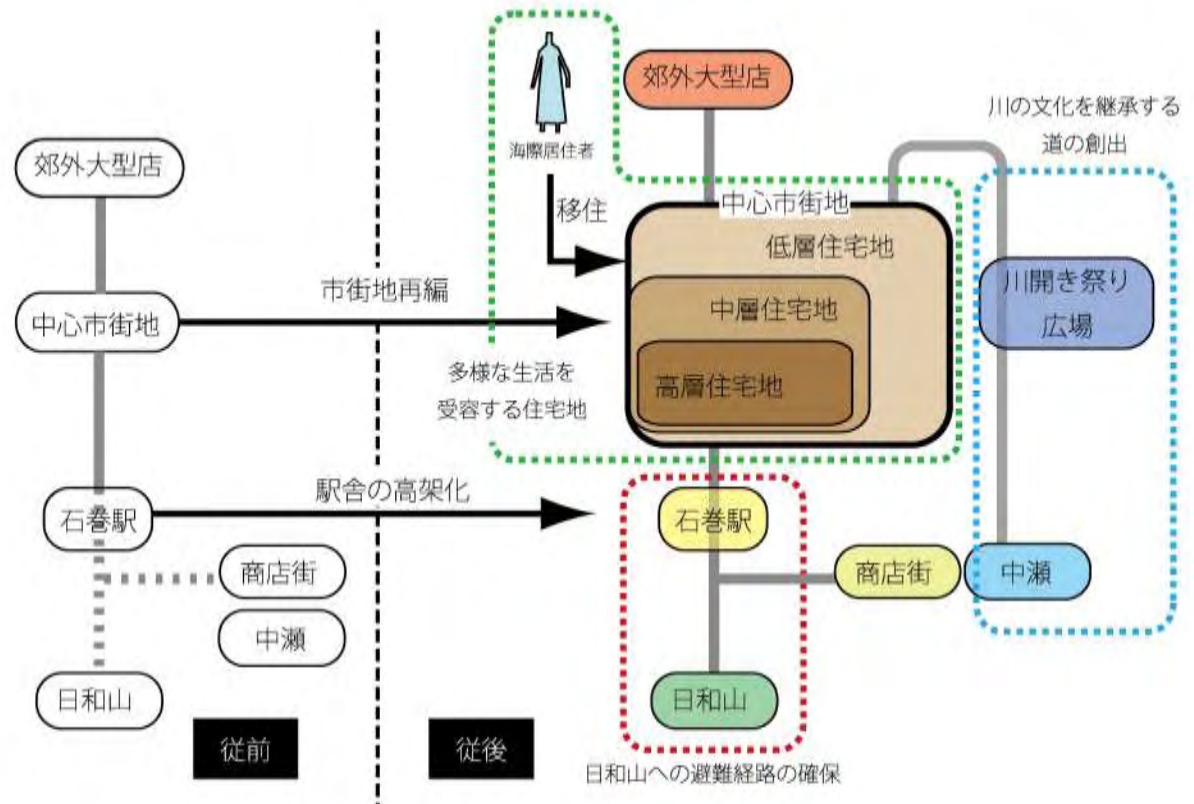 郊外大型店
中心市街地
石巻駅
商店街
中瀬
日和山
従前
市街地再編
駅舎の高架化
従後
海際居住者
移住
多様な生活を
受容する住宅地
郊外大型店
中心市街地
低層住宅地
中層住宅地
高層住宅地
石巻駅
商店街
中瀬
日和山
日和山への避難経路の確保
川の文化を継承する
道の創出
川開き祭り
広場